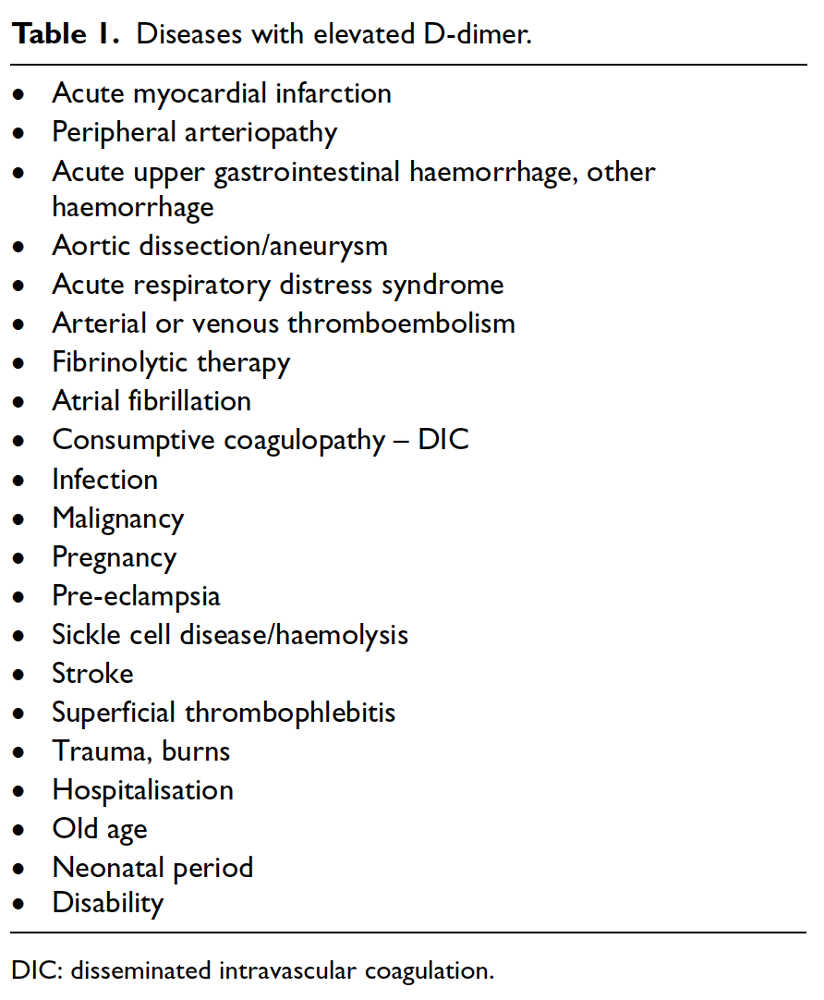 Table 1. Diseases with elevated D-dimer.
• Acute myocardial infarction
• Peripheral arteriopathy
• Acute upper gastrointestinal haemorrhage, other
haemorrhage
• Aortic dissection/aneurysm
• Acute respiratory distress syndrome
• Arterial or venous thromboembolism
• Fibrinolytic therapy
• Atrial fibrillation
• Consumptive coagulopathy – DIC
• Infection
• Malignancy
• Pregnancy
• Pre-eclampsia
• Sickle cell disease/haemolysis
• Stroke
• Superficial thrombophlebitis
• Trauma, burns
• Hospitalisation
• Old age
• Neonatal period
• Disability
DIC: disseminated intravascular coagulation.